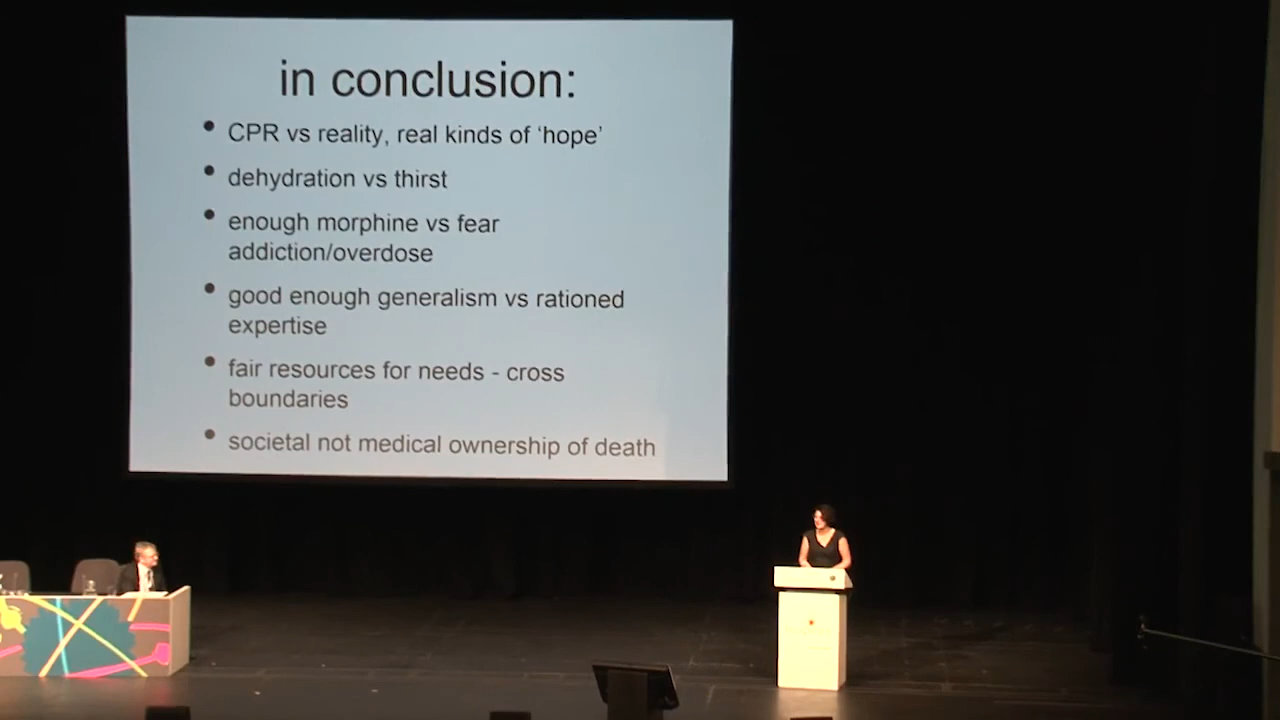 in conclusion:
• CPR vs reality, real kinds of ‘hope’
• dehydration vs thirst
• enough morphine vs fear
addiction/overdose
• good enough generalism vs rationed
expertise
• fair resources for needs - cross
boundaries
• societal not medical ownership of death